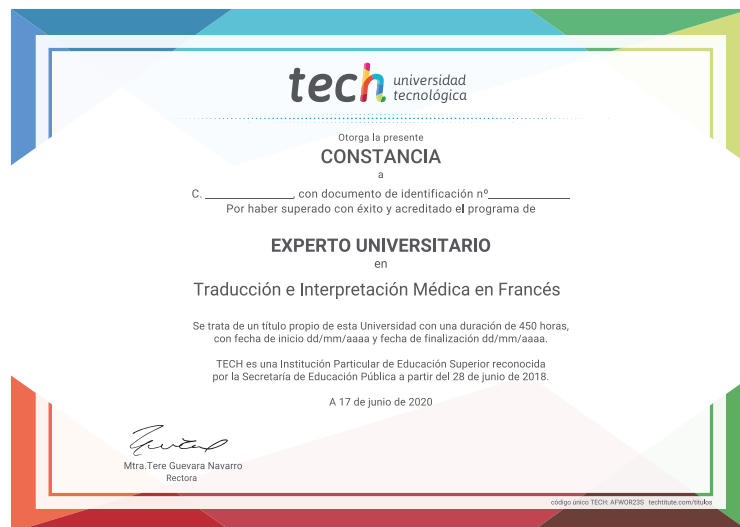 tech universidad
tecnológica
Otorga la presente
CONSTANCIA
a
C. ______________, con documento de identificación nº_____________
Por haber superado con éxito y acreditado el programa de
EXPERTO UNIVERSITARIO
en
Traducción e Interpretación Médica en Francés
Se trata de un título propio de esta Universidad con una duración de 450 horas,
con fecha de inicio dd/mm/aaaa y fecha de finalización dd/mm/aaaa.
TECH es una Institución Particular de Educación Superior reconocida
por la Secretaría de Educación Pública a partir del 28 de junio de 2018.
A 17 de junio de 2020
Mtra.Tere Guevara Navarro
Rectora
código único TECH: AFWOR23S techtitute.com/titulos